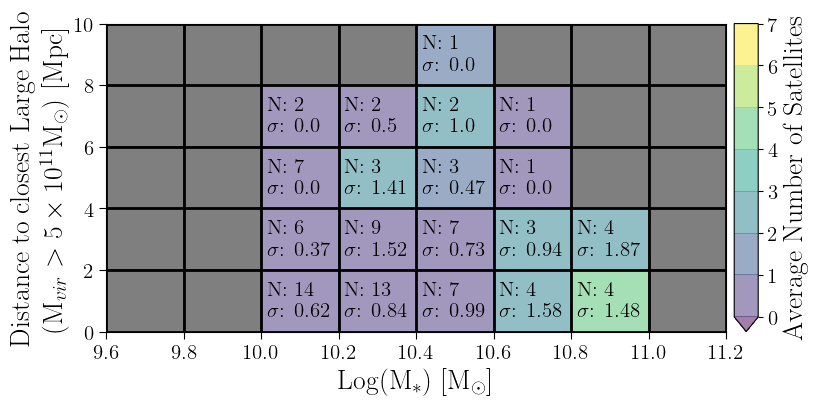 Distance to closest Large Halo
(M_{vir} > 5 × 10^{11}M_⊙) [Mpc]
10
8
6
4
2
0
N: 1
σ: 0.0
N: 2 N: 2 N: 2 N: 1
σ: 0.0 σ: 0.5 σ: 1.0 σ: 0.0
N: 7 N: 3 N: 3 N: 1
σ: 0.0 σ: 1.41 σ: 0.47 σ: 0.0
N: 6 N: 9 N: 7 N: 3 N: 4
σ: 0.37 σ: 1.52 σ: 0.73 σ: 0.94 σ: 1.87
N: 14 N: 13 N: 7 N: 4 N: 4
σ: 0.62 σ: 0.84 σ: 0.99 σ: 1.58 σ: 1.48
9.6 9.8 10.0 10.2 10.4 10.6 10.8 11.0 11.2
Log(M_*) [M_⊙]
7
6
5
4
3
2
1
0
Average Number of Satellites